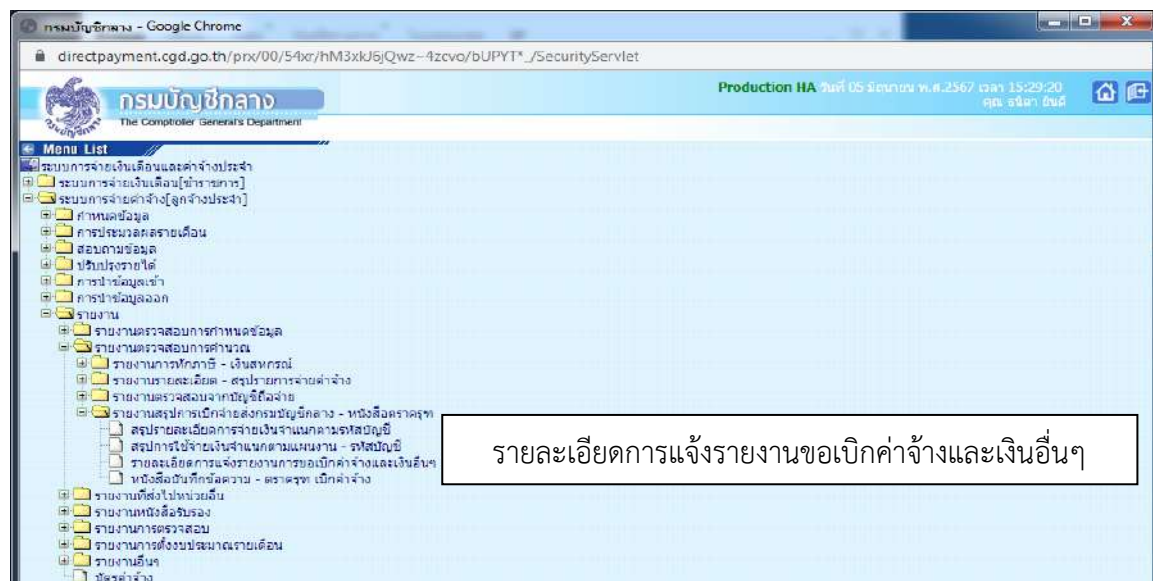 กรมบัญชีกลาง - Google Chrome
directpayment.cgd.go.th/prx/00/54xr/hM3xkJ6jQwz--4zcvo/bUPYT*_/SecurityServlet
กรมบัญชีกลาง
The Comptroller General's Department
Production HA วันที่ 05 มิถุนายน พ.ศ.2567 เวลา 15:29:20
คุณ ธนิลา ยินดี
Menu List
ระบบการจ่ายเงินเดือนและค่าจ้างประจำ
ระบบการจ่ายเงินเดือน[ข้าราชการ]
ระบบการจ่ายค่าจ้าง[ลูกจ้างประจำ]
กำหนดข้อมูล
การประมวลผลรายเดือน
สอบถามข้อมูล
ปรับปรุงรายได้
การนำข้อมูลเข้า
การนำข้อมูลออก
รายงาน
รายงานตรวจสอบการกำหนดข้อมูล
รายงานตรวจสอบการคำนวณ
รายงานการหักภาษี - เงินสหกรณ์
รายงานรายละเอียด - สรุปรายการจ่ายค่าจ้าง
รายงานตรวจสอบจากบัญชีถือจ่าย
รายงานสรุปการเบิกจ่ายส่งกรมบัญชีกลาง - หนังสือตราครุฑ
สรุปรายละเอียดการจ่ายเงินจำแนกตามรหัสบัญชี
สรุปการใช้จ่ายเงินจำแนกตามแผนงาน - รหัสบัญชี
รายละเอียดการแจ้งรายงานการขอเบิกค่าจ้างและเงินอื่นๆ
หนังสือบันทึกข้อความ - ตราครุฑ เบิกค่าจ้าง
รายละเอียดการแจ้งรายงานขอเบิกค่าจ้างและเงินอื่นๆ
รายงานที่ส่งไปหน่วยอื่น
รายงานหนังสือรับรอง
รายงานการตรวจสอบ
รายงานการตั้งงบประมาณรายเดือน
รายงานอื่นๆ
บัตรค่าจ้าง